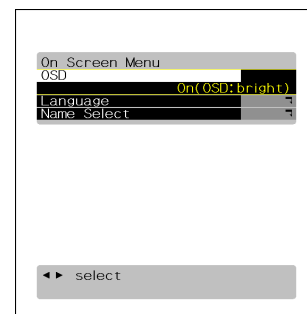 On Screen Menu
OSD
On(OSD:bright)
Language
Name Select
◄► select